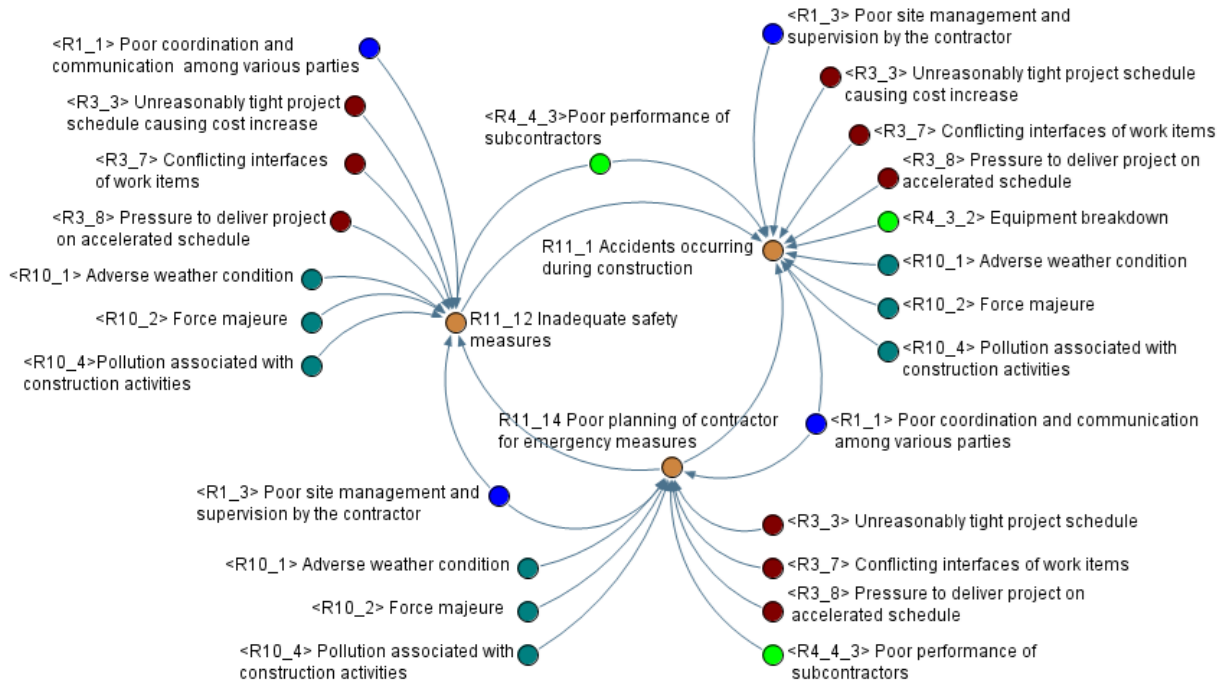 <R1_1> Poor coordination and
communication among various parties
<R3_3> Unreasonably tight project
schedule causing cost increase
<R3_7> Conflicting interfaces
of work items
<R3_8> Pressure to deliver project
on accelerated schedule
<R10_1> Adverse weather condition
<R10_2> Force majeure
<R10_4>Pollution associated with
construction activities
<R4_4_3>Poor performance of
subcontractors
<R1_3> Poor site management and
supervision by the contractor
<R3_3> Unreasonably tight project schedule
causing cost increase
<R3_7> Conflicting interfaces of work items
<R3_8> Pressure to deliver project on
accelerated schedule
<R4_3_2> Equipment breakdown
<R10_1> Adverse weather condition
<R10_2> Force majeure
<R10_4> Pollution associated with
construction activities
R11_1 Accidents occurring
during construction
R11_12 Inadequate safety
measures
R11_14 Poor planning of contractor
for emergency measures
<R1_1> Poor coordination and communication
among various parties
<R1_3> Poor site management and
supervision by the contractor
<R10_1> Adverse weather condition
<R10_2> Force majeure
<R10_4> Pollution associated with
construction activities
<R3_3> Unreasonably tight project schedule
<R3_7> Conflicting interfaces of work items
<R3_8> Pressure to deliver project on
accelerated schedule
<R4_4_3> Poor performance of
subcontractors